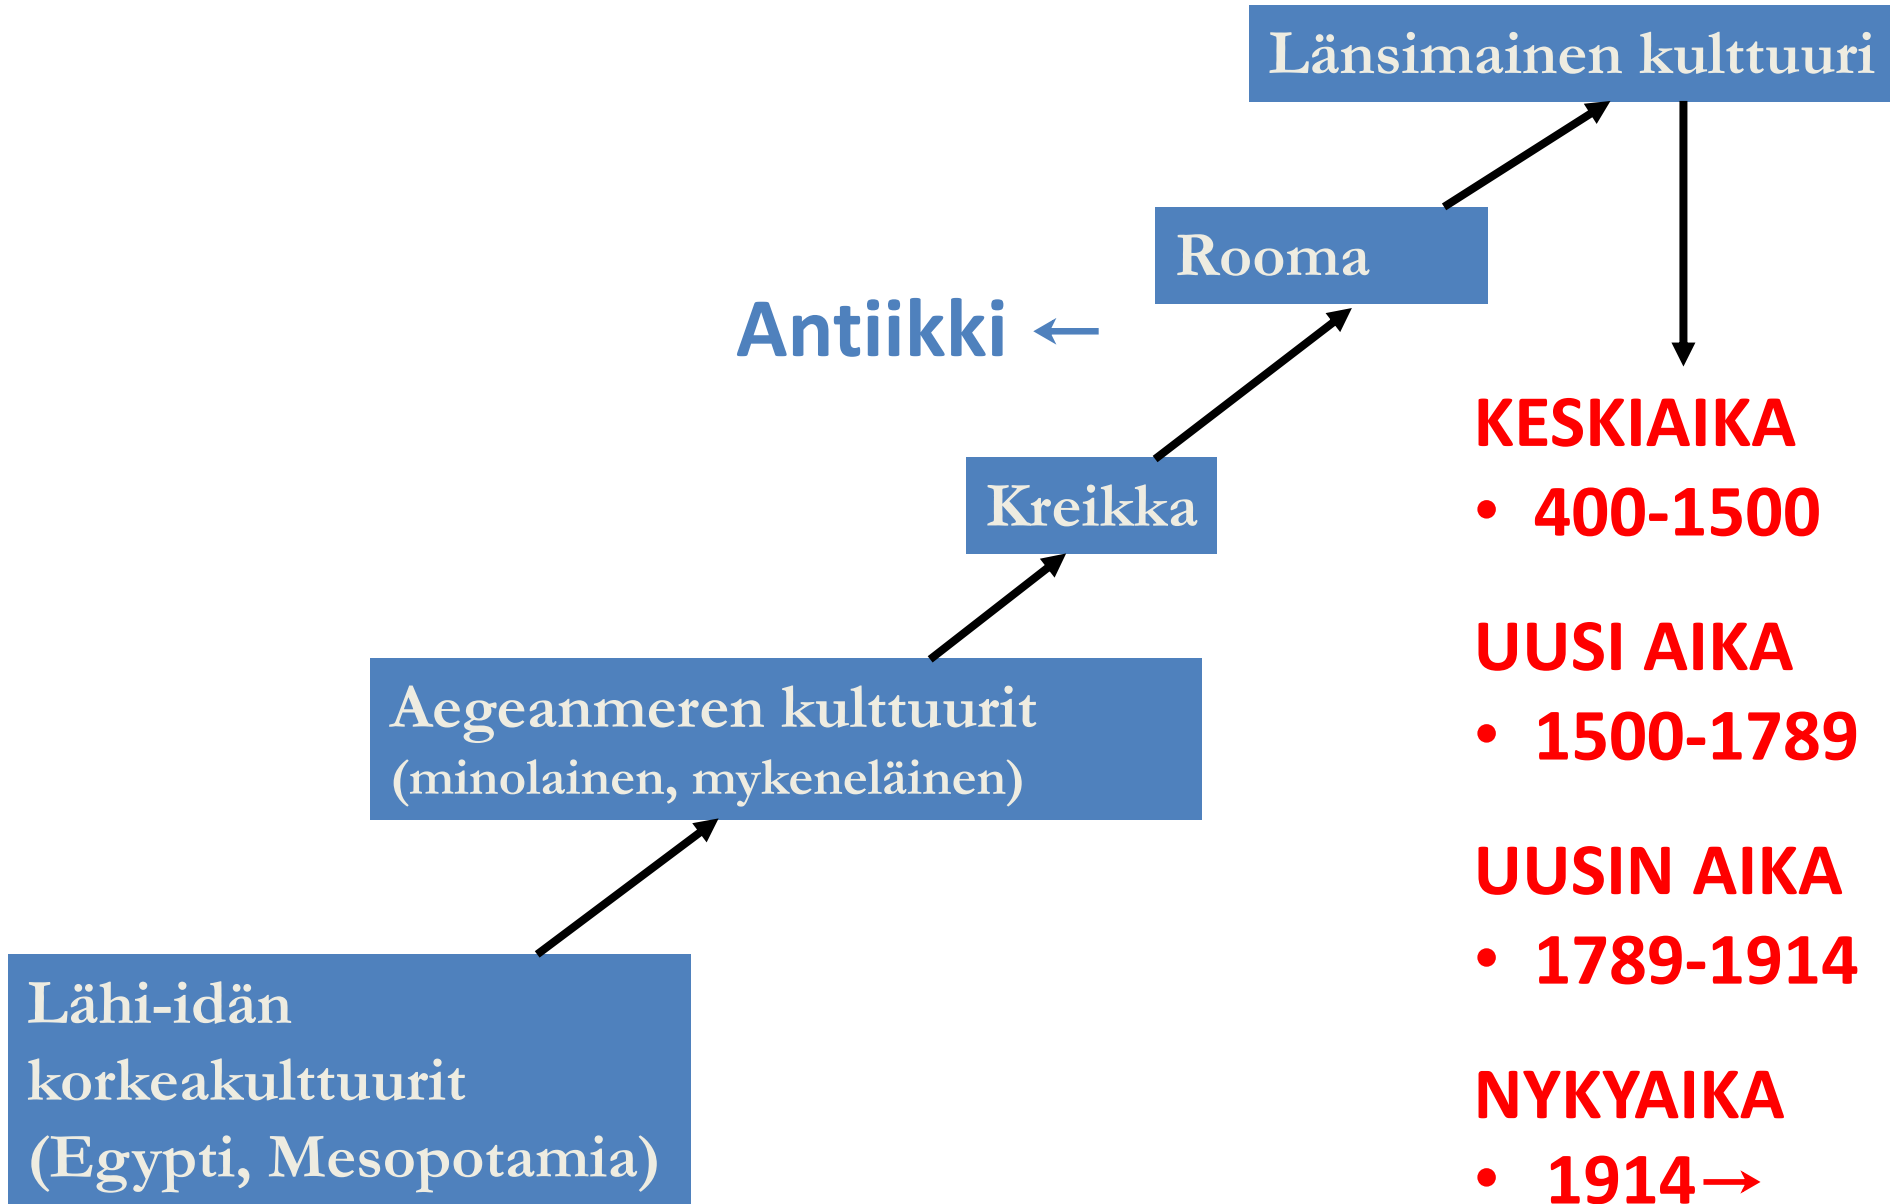 Länsimainen kulttuuri
Rooma
Antiikki ←
Kreikka
Aegeanmeren kulttuurit
(minolainen, mykeneläinen)
Lähi-idän
korkeakulttuurit
(Egypti, Mesopotamia)
KESKIAIKA
• 400-1500
UUSI AIKA
• 1500-1789
UUSIN AIKA
• 1789-1914
NYKYAIKA
• 1914→